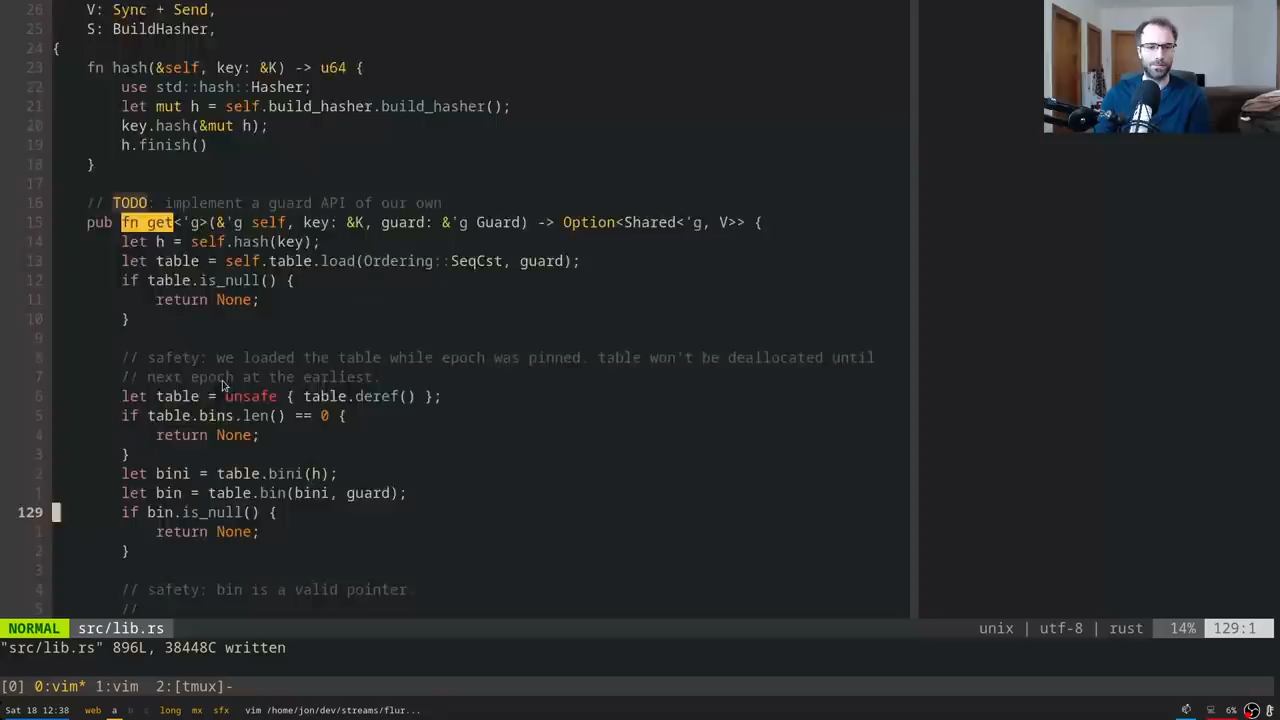 26     V: Sync + Send,
25     S: BuildHasher,
24 {
23     fn hash(&self, key: &K) -> u64 {
22         use std::hash::Hasher;
21         let mut h = self.build_hasher.build_hasher();
20         key.hash(&mut h);
19         h.finish()
18     }
17
16     // TODO: implement a guard API of our own
15     pub fn get<'g>(&'g self, key: &K, guard: &'g Guard) -> Option<Shared<'g, V>> {
14         let h = self.hash(key);
13         let table = self.table.load(Ordering::SeqCst, guard);
12         if table.is_null() {
11             return None;
10         }
9
8         // safety: we loaded the table while epoch was pinned. table won't be deallocated until
7         // next epoch at the earliest.
6         let table = unsafe { table.deref() };
5         if table.bins.len() == 0 {
4             return None;
3         }
2         let bini = table.bini(h);
1         let bin = table.bin(bini, guard);
129         if bin.is_null() {
1             return None;
2         }
3
4         // safety: bin is a valid pointer.
5         //
NORMAL src/lib.rs unix | utf-8 | rust 14% 129:1
"src/lib.rs" 896L, 38448C written
[0] 0:vim* 1:vim  2:[tmux]-
Sat 18 12:38 web a b c long mx sfx vim /home/jon/dev/streams/flur... 6%